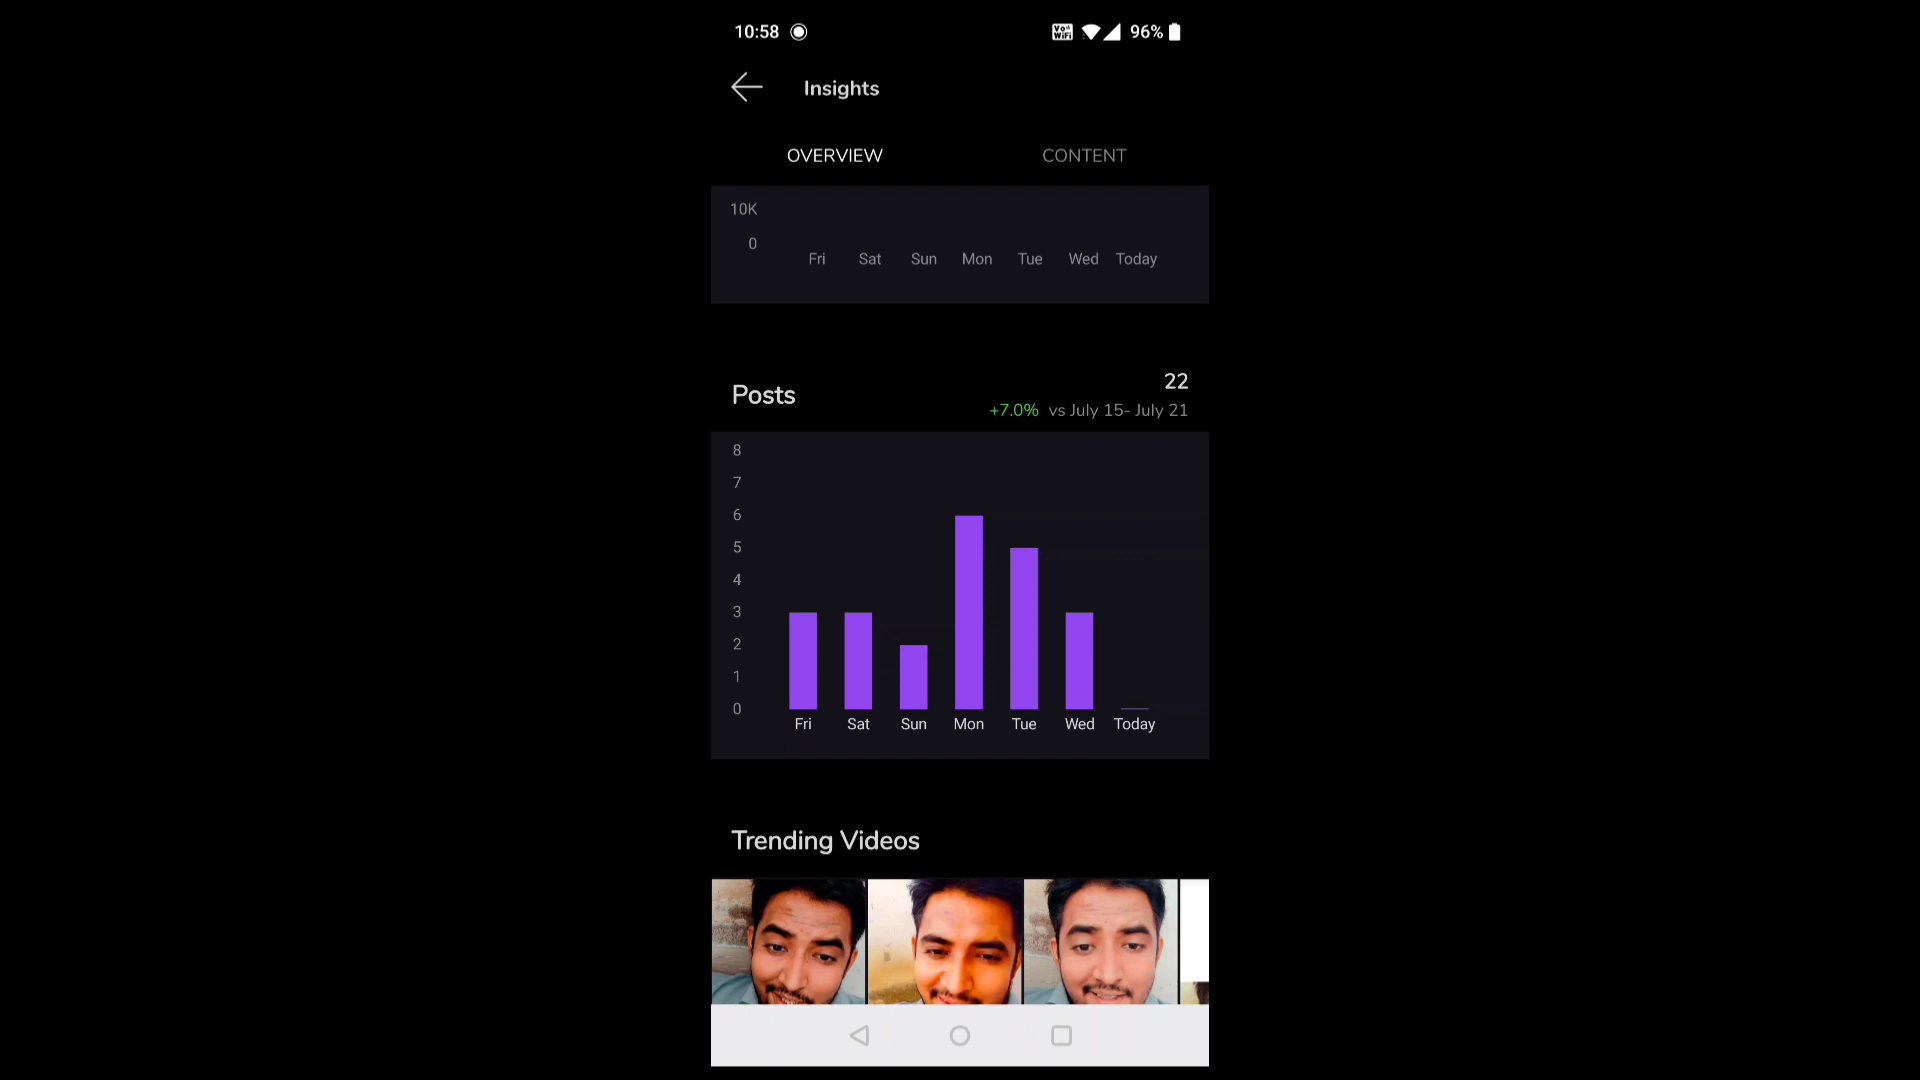 10:58 Vo WiFi 96%
Insights
OVERVIEW CONTENT
10K
0
Fri Sat Sun Mon Tue Wed Today
22
Posts
+7.0% vs July 15- July 21
8
7
6
5
4
3
2
1
0
Fri Sat Sun Mon Tue Wed Today
Trending Videos